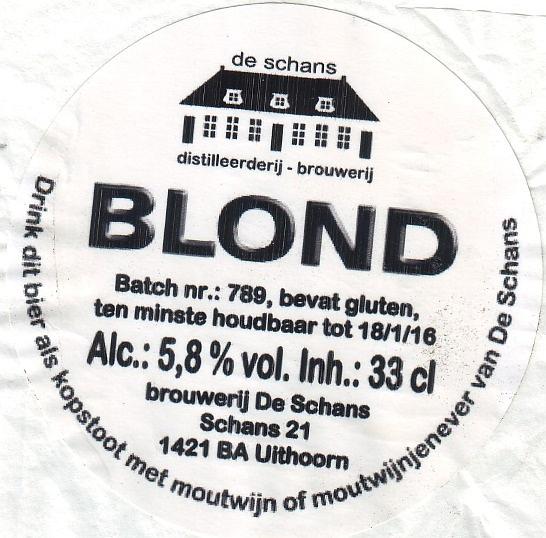 de schans
distilleerderij - brouwerij
BLOND
Batch nr.: 789, bevat gluten,
ten minste houdbaar tot 18/1/16
Alc.: 5,8 % vol. Inh.: 33 cl
brouwerij De Schans
Schans 21
1421 BA Uithoorn
Drink dit bier als kopstoot met moutwijn of moutwijnjenever van De Schans